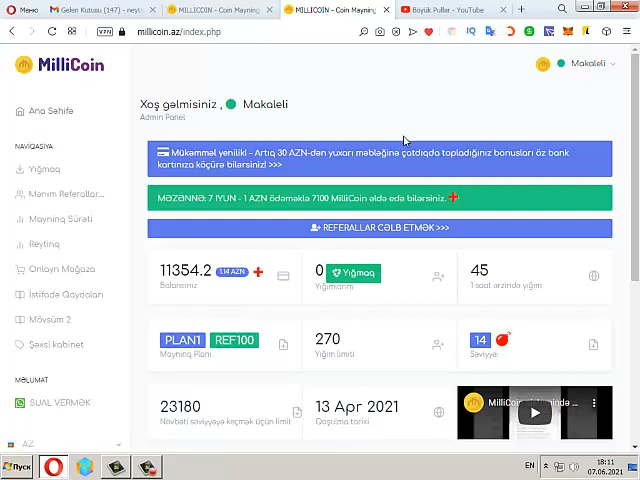 Меню
Gelen Kutusu (147) - neytr
MILLICOIN - Coin Mayning
MILLICOIN - Coin Mayning
Böyük Pullar - YouTube
VPN
millicoin.az/index.php
MilliCoin
Makaleli
Ana Səhifə
NAVİQASİYA
Yığmaq
Mənim Referallar...
Mayninq Sürəti
Reytinq
Onlayn Mağaza
İstifadə Qaydaları
Mövsüm 2
Şəxsi kabinet
MƏLUMAT
SUAL VERMƏK
AZ
Xoş gəlmisiniz , Makaleli
Admin Panel
Mükəmməl yenilik! - Artıq 30 AZN-dən yuxarı məbləğinə çatdıqda topladığınız bonusları öz bank
kartınıza köçürə bilərsiniz! >>>
MƏZƏNNƏ: 7 IYUN - 1 AZN ödəməklə 7100 MilliCoin əldə edə bilərsiniz.
REFERALLAR CƏLB ETMƏK >>>
11354.2 1.14 AZN
Balansınız
0 Yığmaq
Yığımlarım
45
1 saat ərzində yığım
PLAN1 REF100
Mayninq Planı
270
Yığım limiti
14
Səviyyə
23180
Növbəti səviyyəyə keçmək üçün limit
13 Apr 2021
Qoşulma tarixi
MilliCoin
Пуск
EN
18:11
07.06.2021